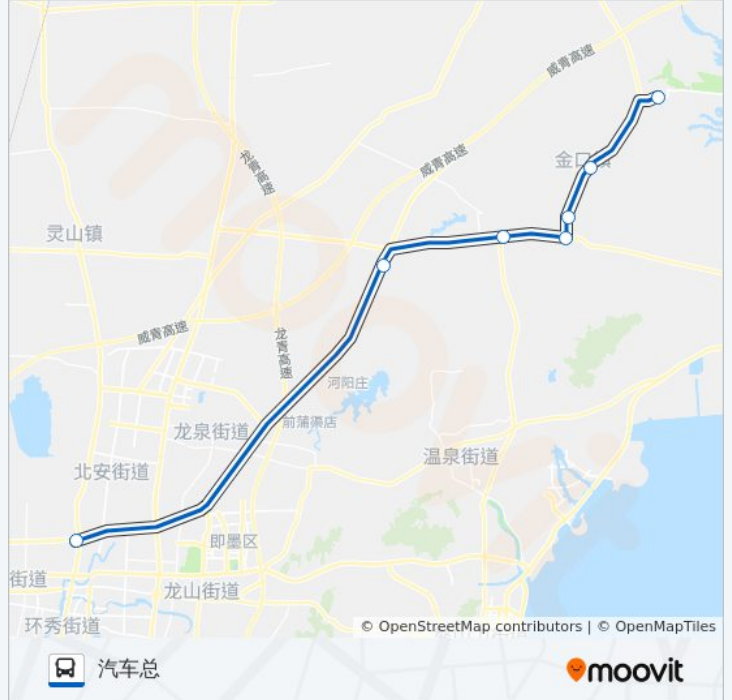 威青高速
龙青高速
威青高速
金口镇
灵山镇
威青高速
龙青高速
河阳庄
前蒲渠店
龙泉街道
温泉街道
北安街道
即墨区
街道
龙山街道
环秀街道
© OpenStreetMap contributors | © OpenMapTiles
汽车总
moovit